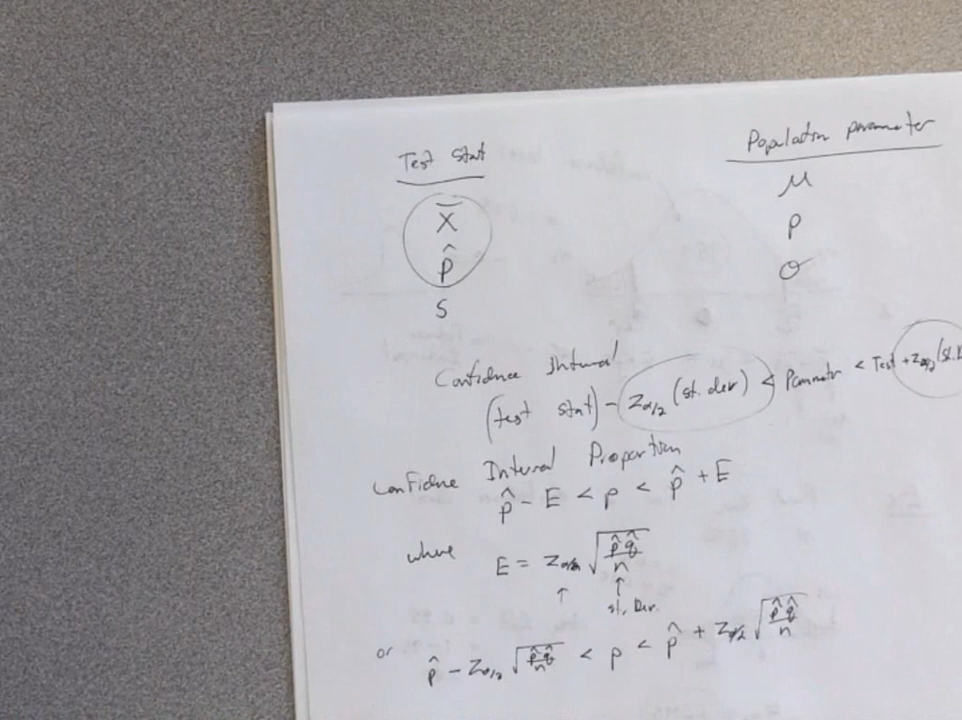 Test Stat
Population parameter
x̄
μ
p̂
p
s
σ
Confidence Interval
(test stat) - Zα/2 (st. dev) < Parameter < Test + Zα/2 (st.
Confidence Interval Proportion
p̂ - E < p < p̂ + E
where E = Zα/2 √(p̂q̂/n)
↑ ↑
st. Dev.
or p̂ - Zα/2 √(p̂q̂/n) < p < p̂ + Zα/2 √(p̂q̂/n)